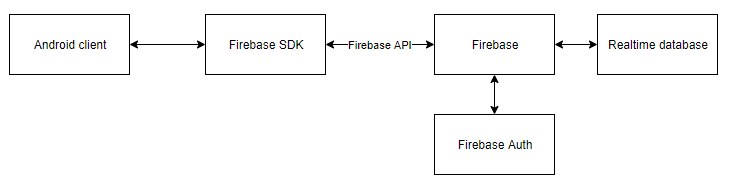 Android client
Firebase SDK
Firebase API
Firebase
Realtime database
Firebase Auth